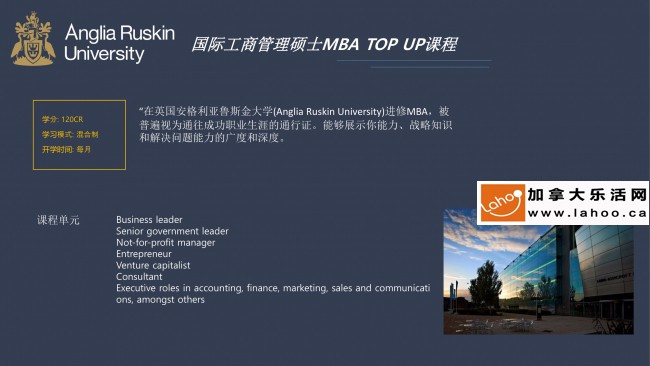 Anglia Ruskin
University
国际工商管理硕士MBA TOP UP课程
学分: 120CR
学习模式: 混合制
开学时间: 每月
“在英国安格利亚鲁斯金大学(Anglia Ruskin University)进修MBA，被
普遍视为通往成功职业生涯的通行证。能够展示你能力、战略知识
和解决问题能力的广度和深度。
Lahoo
加拿大乐活网
www.lahoo.ca
课程单元
Business leader
Senior government leader
Not-for-profit manager
Entrepreneur
Venture capitalist
Consultant
Executive roles in accounting, finance, marketing, sales and communicati
ons, amongst others